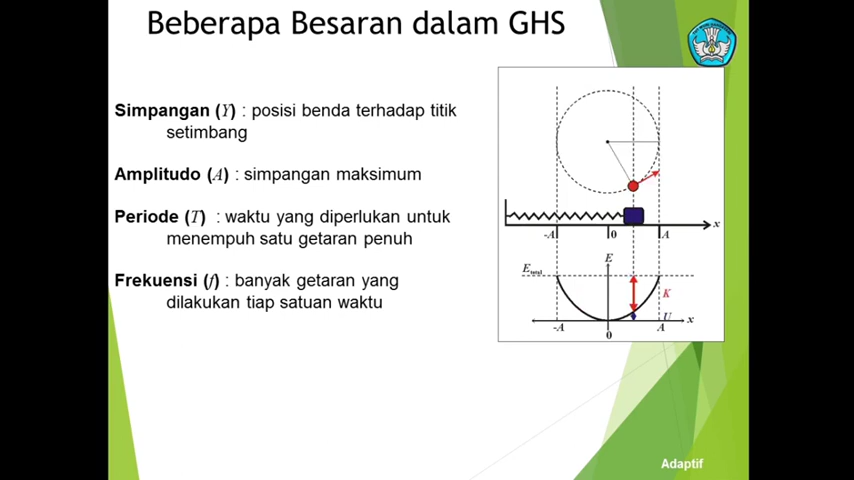 Beberapa Besaran dalam GHS
Simpangan (Y) : posisi benda terhadap titik
setimbang
Amplitudo (A) : simpangan maksimum
Periode (T) : waktu yang diperlukan untuk
menempuh satu getaran penuh
Frekuensi (f) : banyak getaran yang
dilakukan tiap satuan waktu
x
-A 0 A
E
Etotal
K
U x
-A 0 A
Adaptif